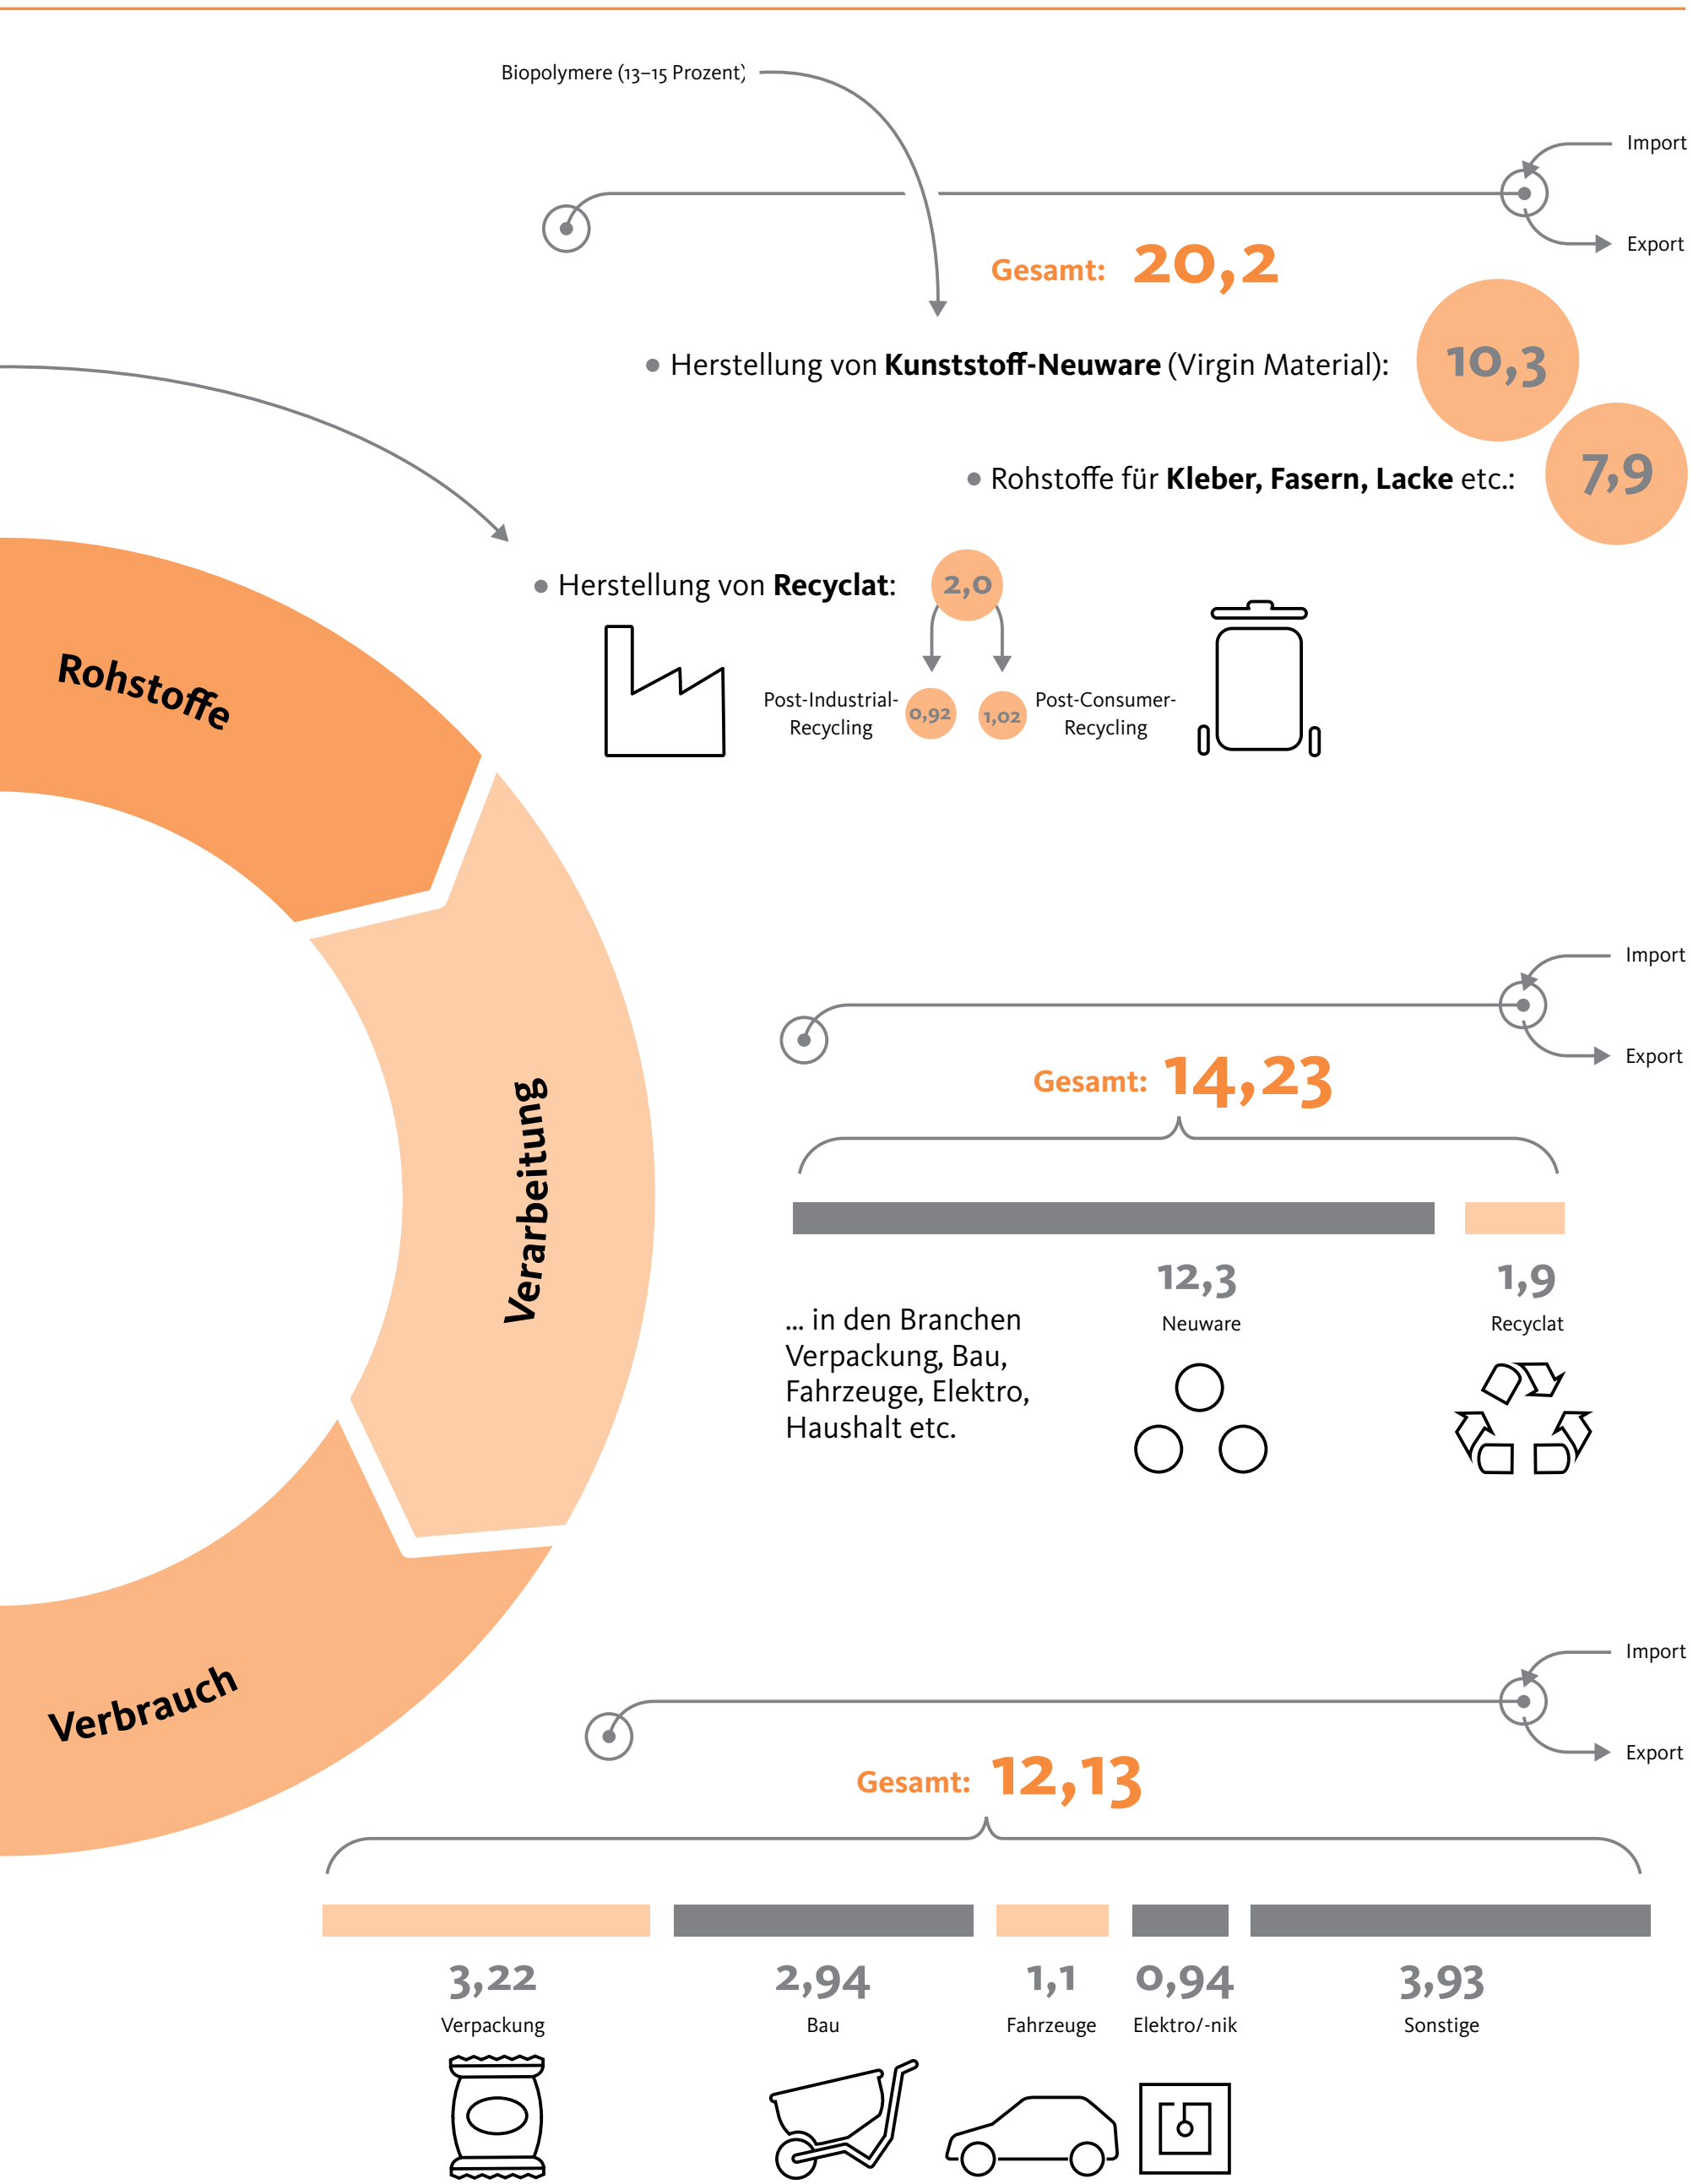 Biopolymere (13–15 Prozent)
Import
Export
Gesamt: 20,2
• Herstellung von Kunststoff-Neuware (Virgin Material): 10,3
• Rohstoffe für Kleber, Fasern, Lacke etc.: 7,9
• Herstellung von Recyclat: 2,0
Post-Industrial-
Recycling
0,92
1,02
Post-Consumer-
Recycling
Rohstoffe
Verarbeitung
Import
Export
Gesamt: 14,23
12,3
Neuware
1,9
Recyclat
... in den Branchen
Verpackung, Bau,
Fahrzeuge, Elektro,
Haushalt etc.
Verbrauch
Import
Export
Gesamt: 12,13
3,22
Verpackung
2,94
Bau
1,1
Fahrzeuge
0,94
Elektro/-nik
3,93
Sonstige